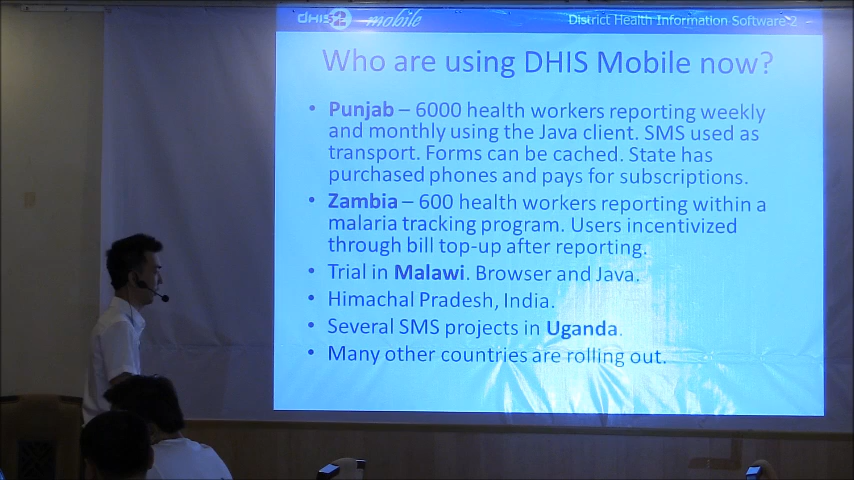 dHIS2 mobile District Health Information Software 2
Who are using DHIS Mobile now?
• Punjab – 6000 health workers reporting weekly
and monthly using the Java client. SMS used as
transport. Forms can be cached. State has
purchased phones and pays for subscriptions.
• Zambia – 600 health workers reporting within a
malaria tracking program. Users incentivized
through bill top-up after reporting.
• Trial in Malawi. Browser and Java.
• Himachal Pradesh, India.
• Several SMS projects in Uganda.
• Many other countries are rolling out.